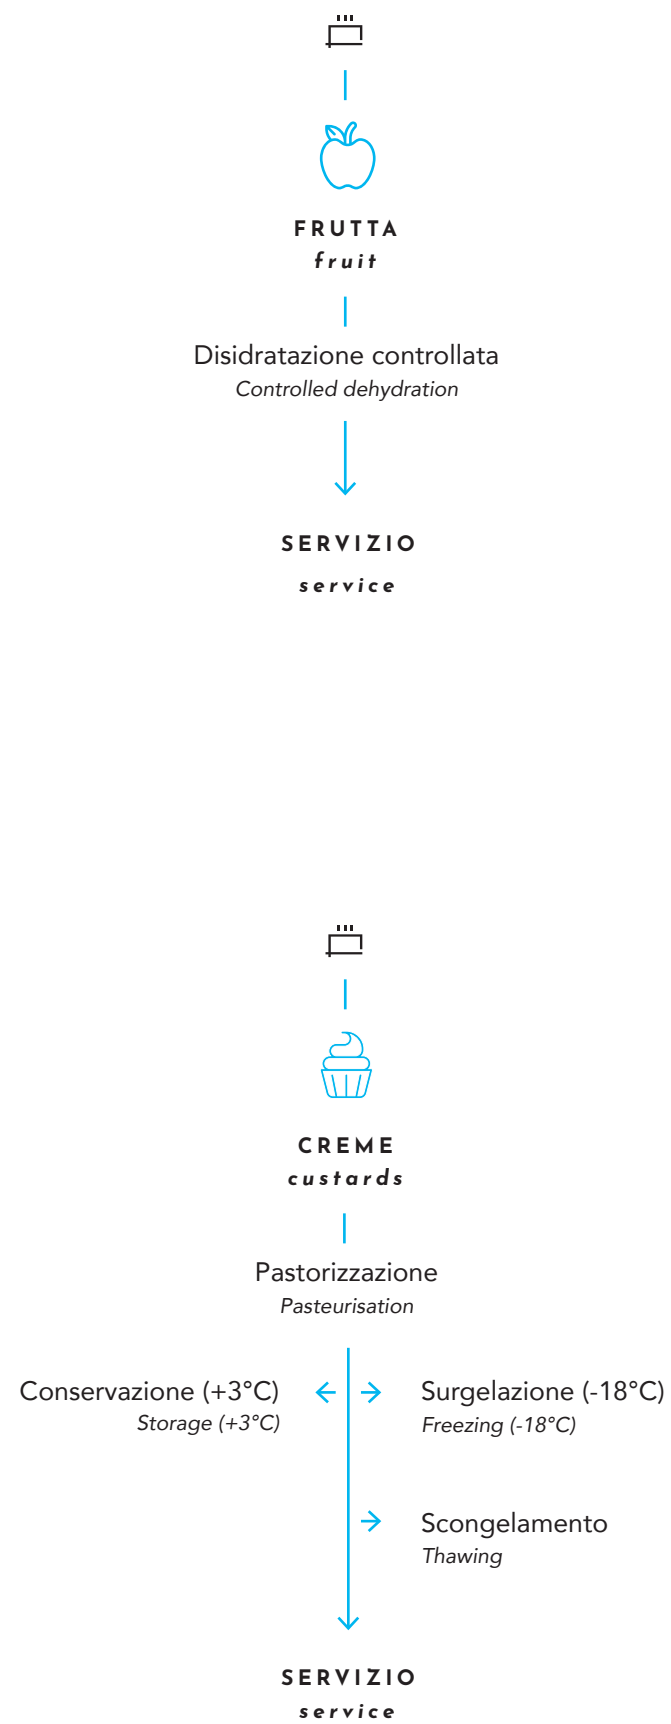 FRUTTA
fruit
Disidratazione controllata
Controlled dehydration
SERVIZIO
service
CREME
custards
Pastorizzazione
Pasteurisation
Conservazione (+3°C)
Storage (+3°C)
Surgelazione (-18°C)
Freezing (-18°C)
Scongelamento
Thawing
SERVIZIO
service